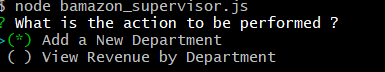 $ node bamazon_supervisor.js
? What is the action to be performed ?
>(*) Add a New Department
( ) View Revenue by Department